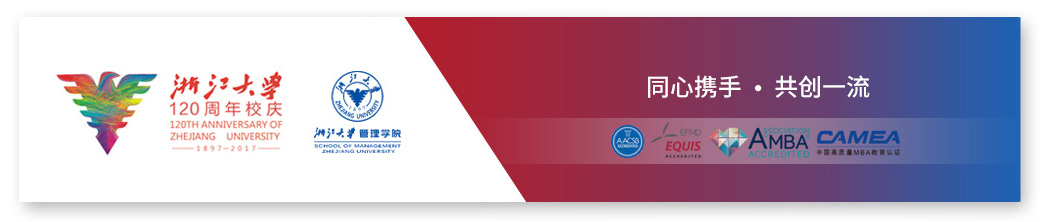 浙江大学
120周年校庆
120TH ANNIVERSARY OF
ZHEJIANG UNIVERSITY
1897~2017
浙江大学
1897
ZHEJIANG UNIVERSITY
浙江大学 管理学院
SCHOOL OF MANAGEMENT
ZHEJIANG UNIVERSITY
同心携手 · 共创一流
AACSB
ACCREDITED
EFMD
EQUIS
ACCREDITED
ASSOCIATION
AMBA
ACCREDITED
CAMEA
中国高质量MBA教育认证